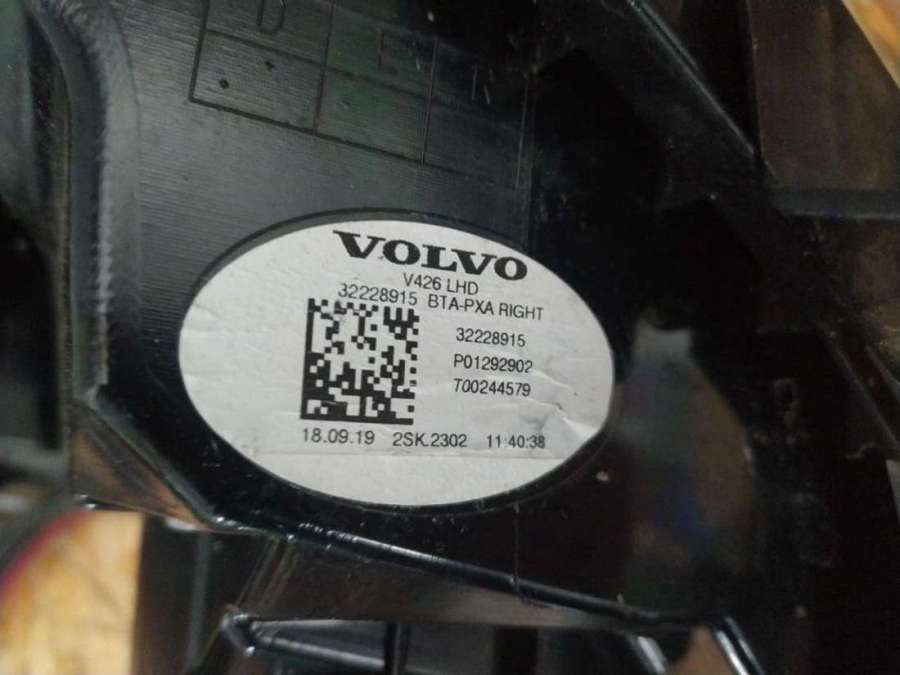 D E R
VOLVO
V426 LHD
32228915 BTA-PXA RIGHT
32228915
P01292902
T00244579
18.09.19 2SK.2302 11:40:38